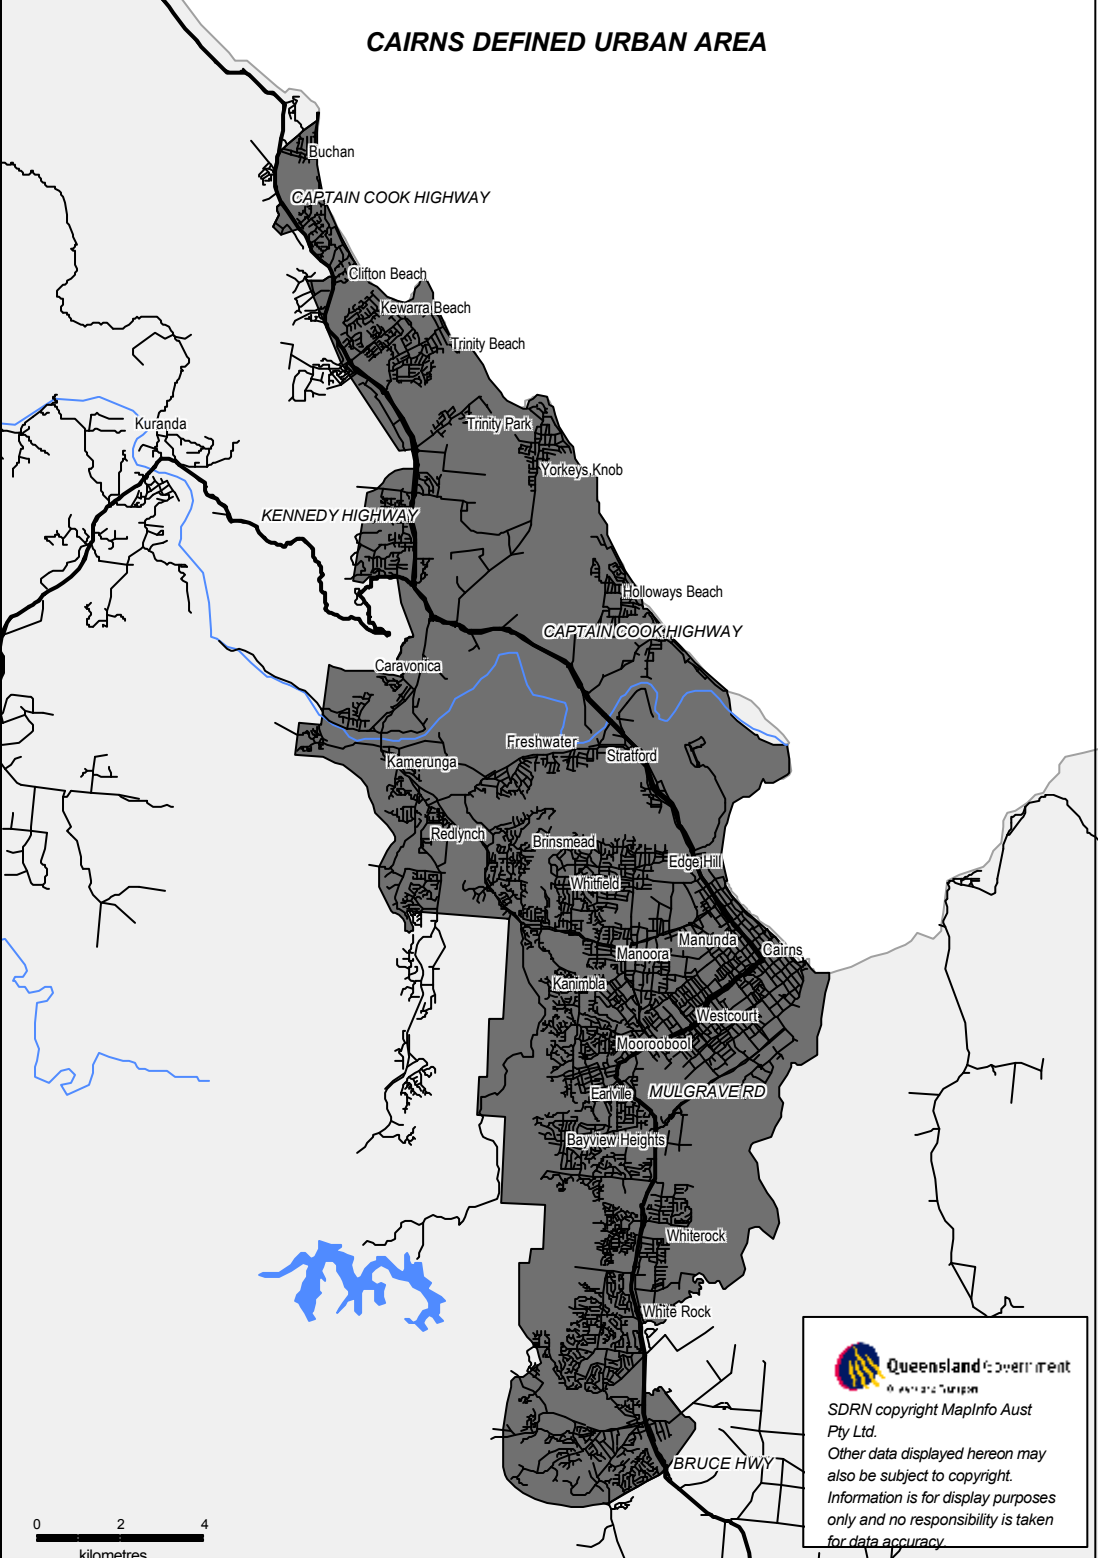 CAIRNS DEFINED URBAN AREA
Buchan
CAPTAIN COOK HIGHWAY
Clifton Beach
Kewarra Beach
Trinity Beach
Kuranda
Trinity Park
Yorkeys Knob
KENNEDY HIGHWAY
Holloways Beach
CAPTAIN COOK HIGHWAY
Caravonica
Freshwater
Stratford
Kamerunga
Redlynch
Brinsmead
Edge Hill
Whitfield
Manunda
Cairns
Manoora
Kanimbla
Westcourt
Mooroobool
Earlville
MULGRAVE RD
Bayview Heights
Whiterock
White Rock
BRUCE HWY
Queensland Government
SDRN copyright MapInfo Aust
Pty Ltd.
Other data displayed hereon may
also be subject to copyright.
Information is for display purposes
only and no responsibility is taken
for data accuracy.
0 2 4
kilometres